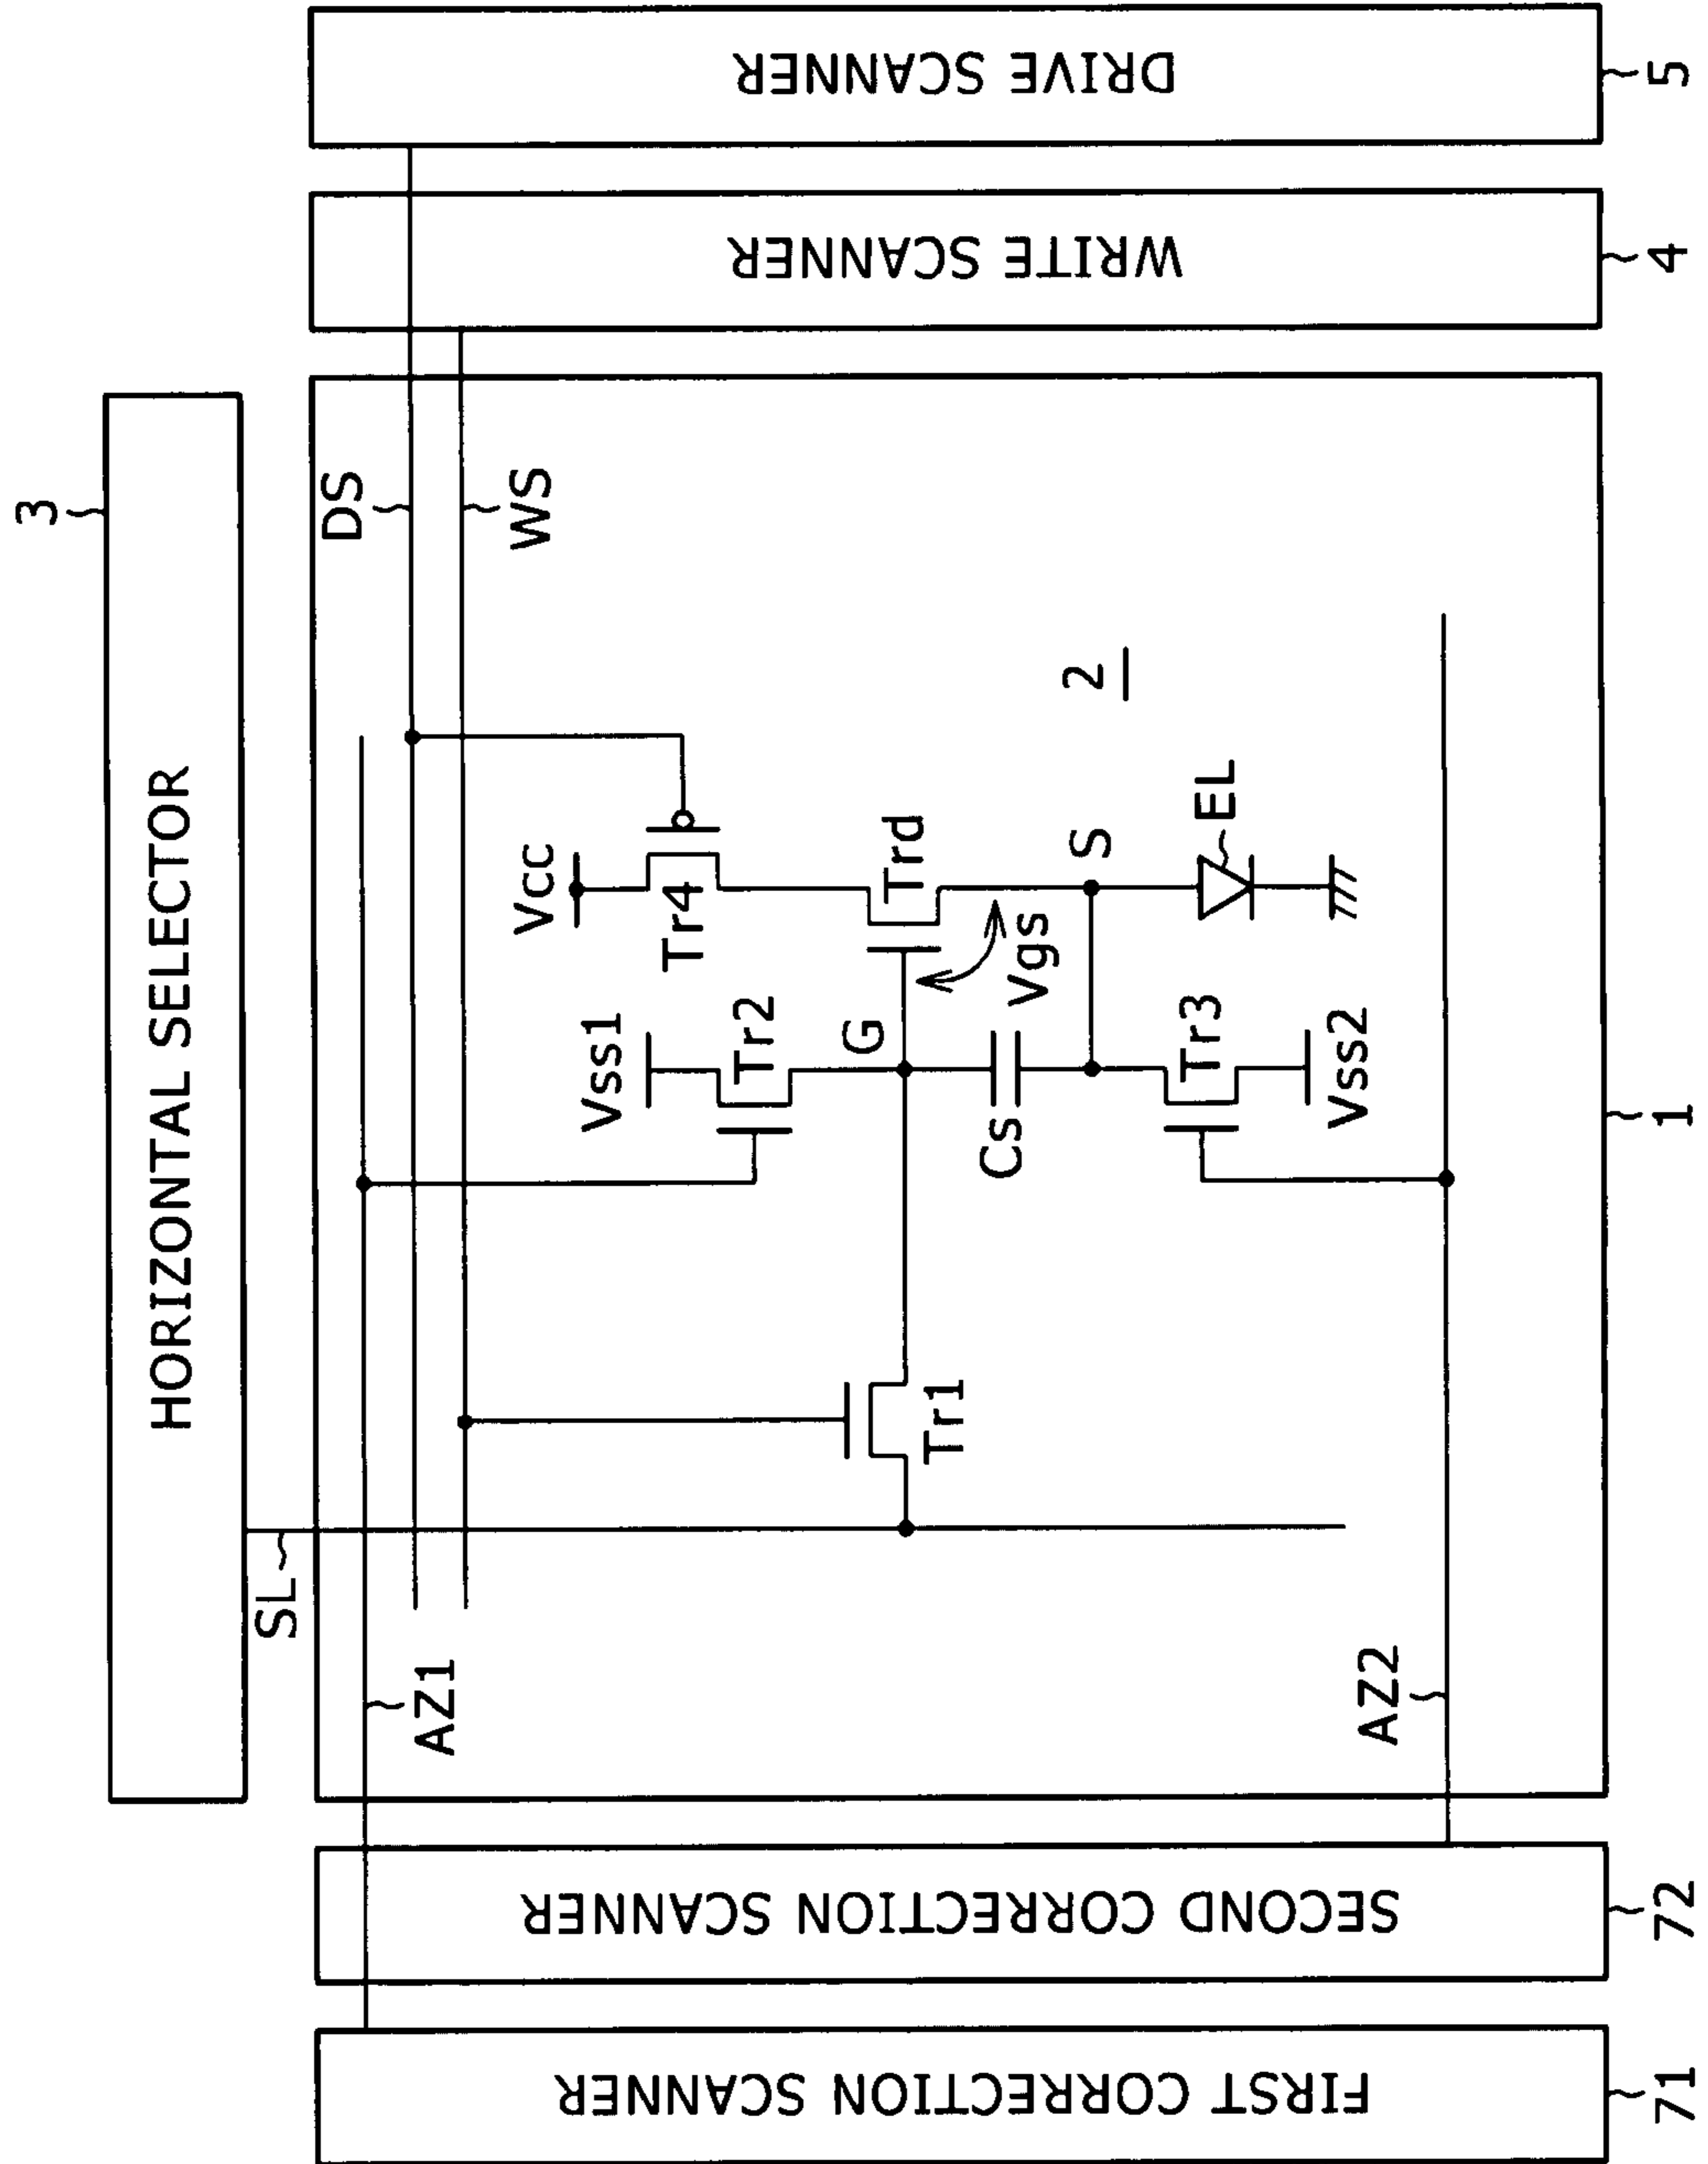 3
HORIZONTAL SELECTOR
SL
DS
WS
AZ1
Vcc
Vss1
Tr4
Tr2
Trd
G
Vgs
S
2
EL
Cs
Tr3
Vss2
Tr1
AZ2
FIRST CORRECTION SCANNER
SECOND CORRECTION SCANNER
WRITE SCANNER
DRIVE SCANNER
71
72
1
4
5